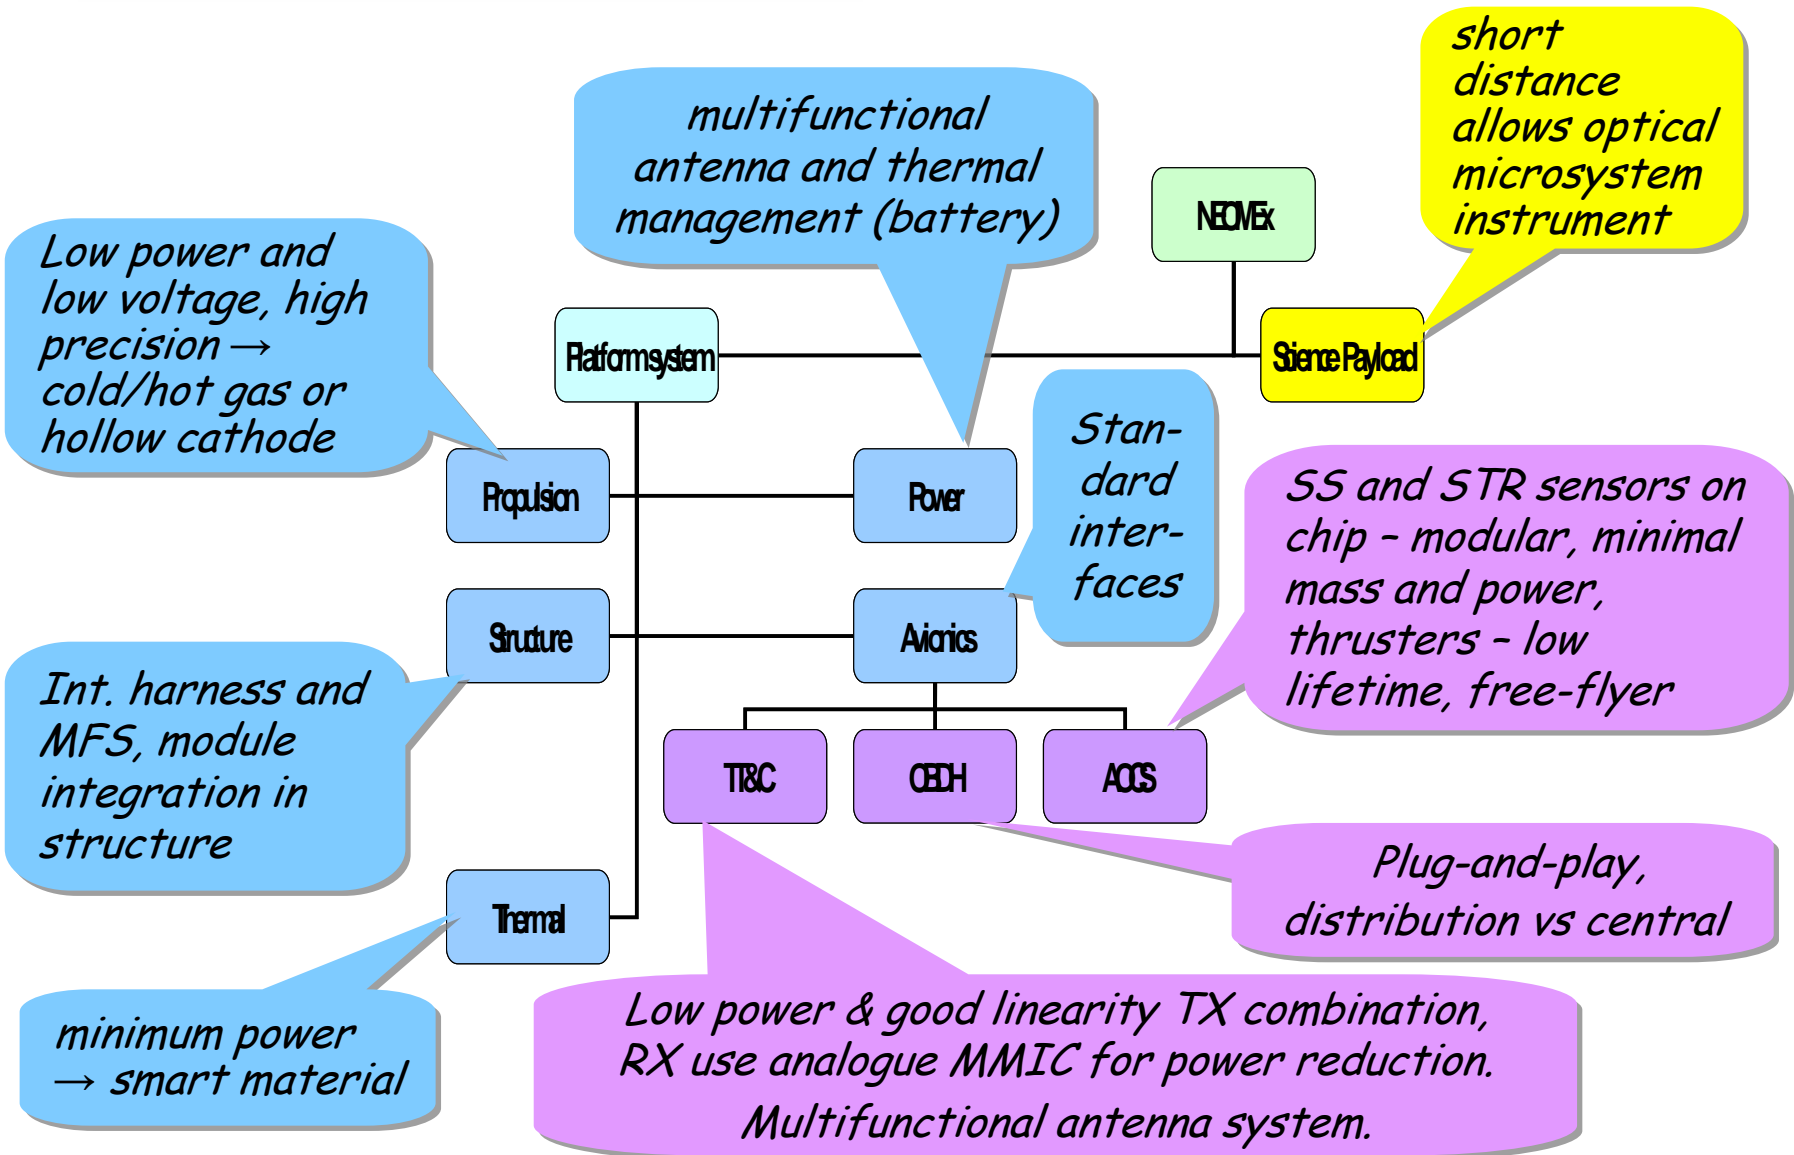 short
distance
allows optical
microsystem
instrument
multifunctional
antenna and thermal
management (battery)
NEOMEx
Low power and
low voltage, high
precision →
cold/hot gas or
hollow cathode
Platform system
Science Payload
Stan-
dard
inter-
faces
Propulsion
Power
SS and STR sensors on
chip – modular, minimal
mass and power,
thrusters – low
lifetime, free-flyer
Structure
Avionics
Int. harness and
MFS, module
integration in
structure
TT&C
OBDH
AOCS
Plug-and-play,
distribution vs central
Thermal
minimum power
→ smart material
Low power & good linearity TX combination,
RX use analogue MMIC for power reduction.
Multifunctional antenna system.